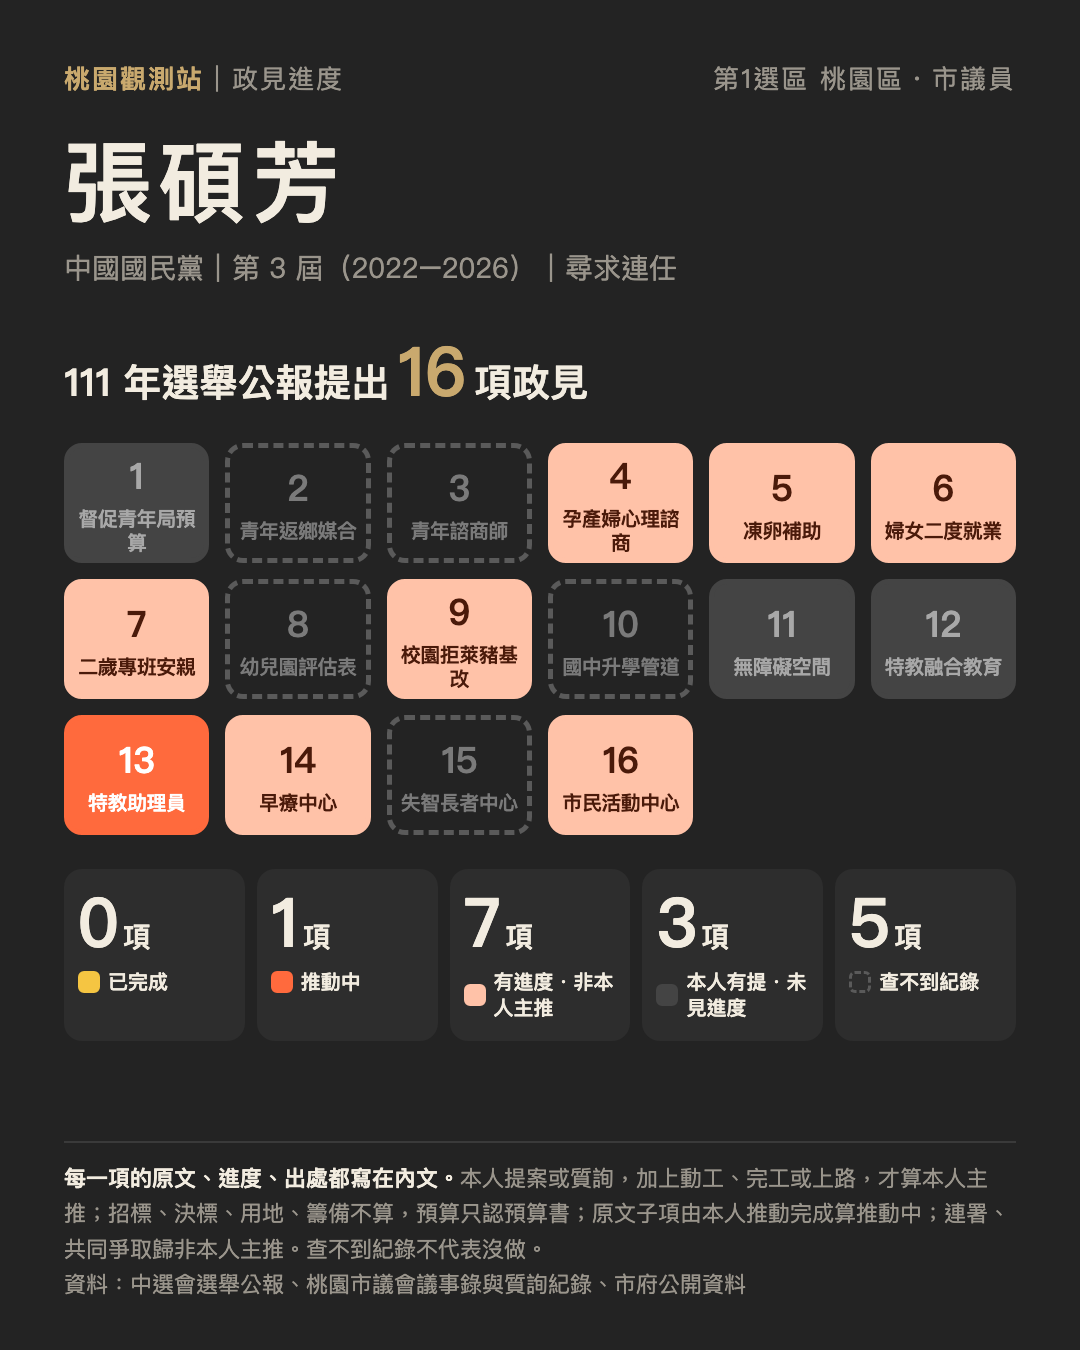 桃園觀測站｜政見進度
第1選區 桃園區・市議員
張碩芳
中國國民黨｜第 3 屆（2022–2026）｜尋求連任
111 年選舉公報提出 16 項政見
1
督促青年局預
算
2
青年返鄉媒合
3
青年諮商師
4
孕產婦心理諮
商
5
凍卵補助
6
婦女二度就業
7
二歲專班安親
8
幼兒園評估表
9
校園拒萊豬基
改
10
國中升學管道
11
無障礙空間
12
特教融合教育
13
特教助理員
14
早療中心
15
失智長者中心
16
市民活動中心
0項
已完成
1項
推動中
7項
有進度・非本
人主推
3項
本人有提・未
見進度
5項
查不到紀錄
每一項的原文、進度、出處都寫在內文。本人提案或質詢，加上動工、完工或上路，才算本人主
推；招標、決標、用地、籌備不算，預算只認預算書；原文子項由本人推動完成算推動中；連署、
共同爭取歸非本人主推。查不到紀錄不代表沒做。
資料：中選會選舉公報、桃園市議會議事錄與質詢紀錄、市府公開資料